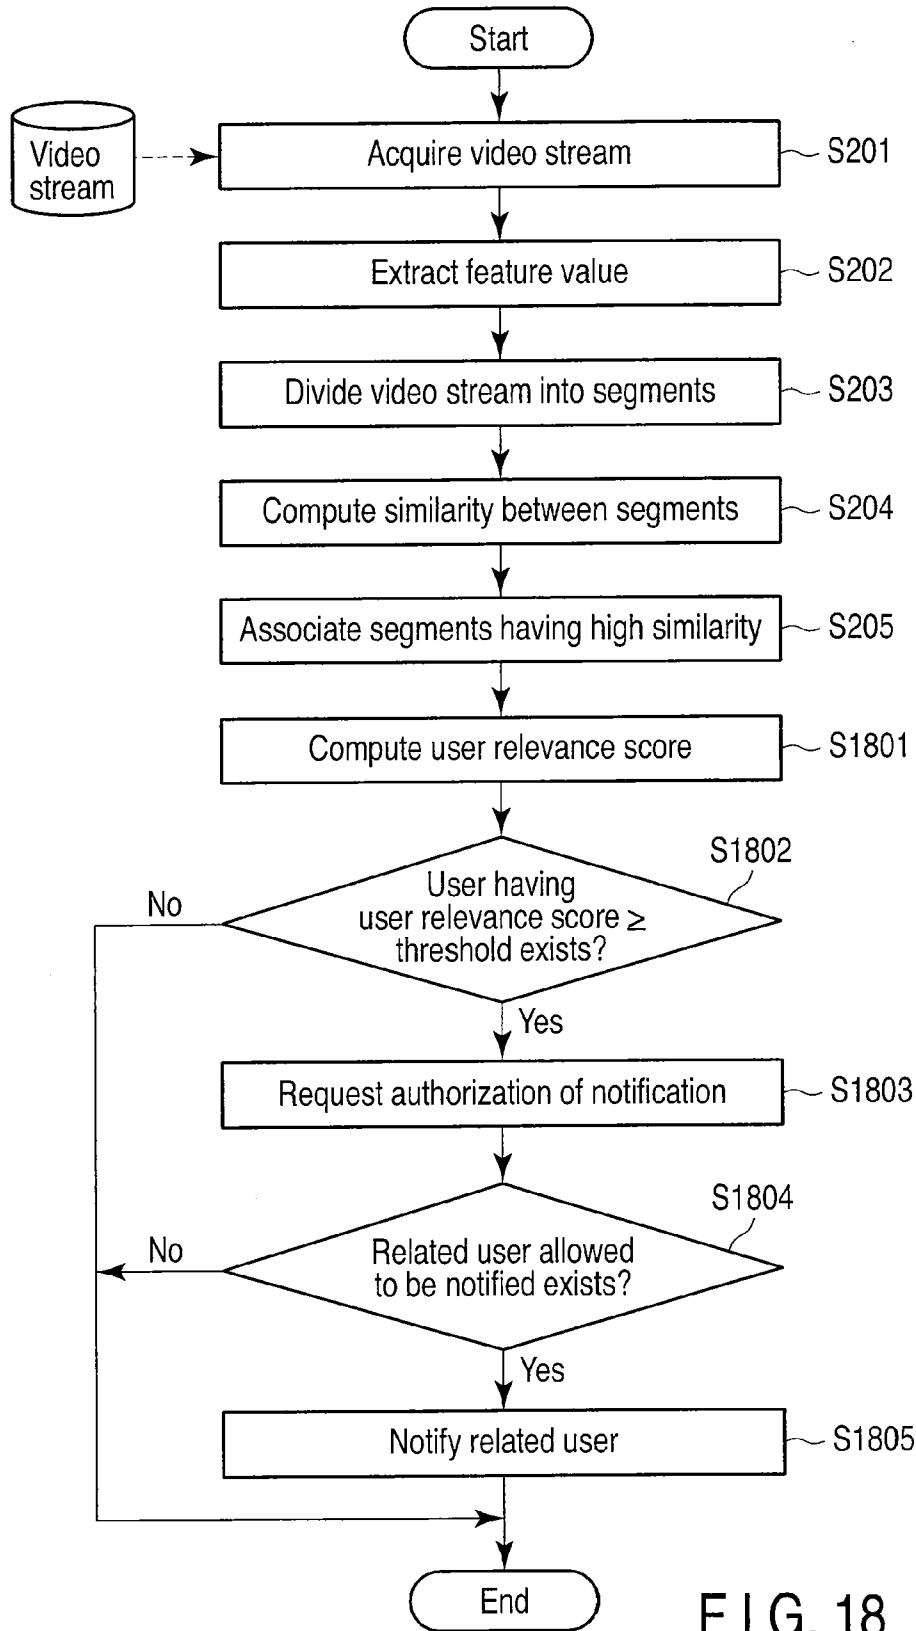 Start
Video
stream
Acquire video stream
S201
Extract feature value
S202
Divide video stream into segments
S203
Compute similarity between segments
S204
Associate segments having high similarity
S205
Compute user relevance score
S1801
S1802
User having
user relevance score ≥
threshold exists?
No
Yes
Request authorization of notification
S1803
S1804
Related user allowed
to be notified exists?
No
Yes
Notify related user
S1805
End
FIG. 18